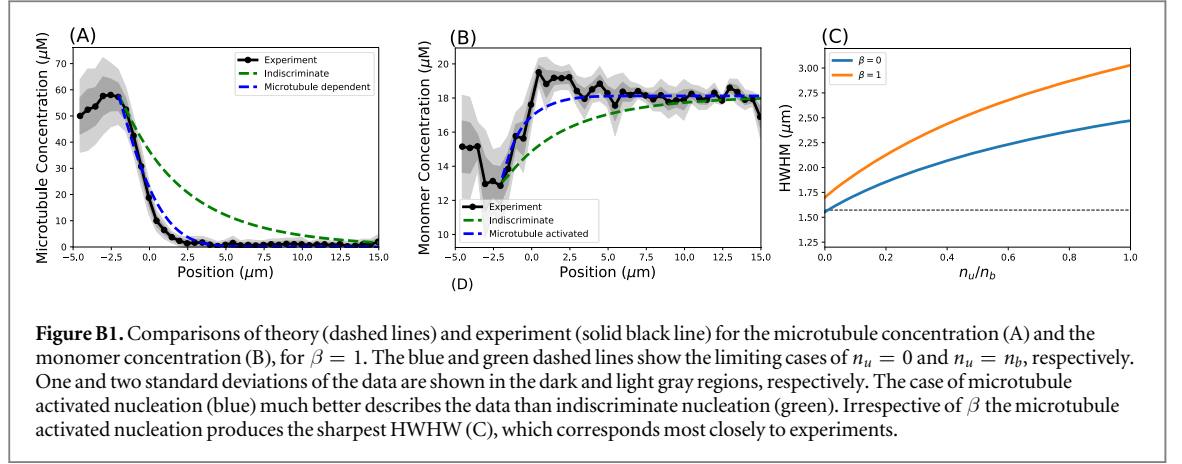 (A)
Microtubule Concentration (μM)
70
60
50
40
30
20
10
0
Experiment
Indiscriminate
Microtubule dependent
−5.0 −2.5 0.0 2.5 5.0 7.5 10.0 12.5 15.0
Position (μm)
(B)
Monomer Concentration (μM)
20
18
16
14
12
10
Experiment
Indiscriminate
Microtubule activated
−5.0 −2.5 0.0 2.5 5.0 7.5 10.0 12.5 15.0
Position (μm)
(D)
(C)
HWHM (μm)
3.00
2.75
2.50
2.25
2.00
1.75
1.50
1.25
β = 0
β = 1
0.0 0.2 0.4 0.6 0.8 1.0
n_u/n_b
Figure B1. Comparisons of theory (dashed lines) and experiment (solid black line) for the microtubule concentration (A) and the
monomer concentration (B), for β = 1. The blue and green dashed lines show the limiting cases of n_u = 0 and n_u = n_b, respectively.
One and two standard deviations of the data are shown in the dark and light gray regions, respectively. The case of microtubule
activated nucleation (blue) much better describes the data than indiscriminate nucleation (green). Irrespective of β the microtubule
activated nucleation produces the sharpest HWHW (C), which corresponds most closely to experiments.